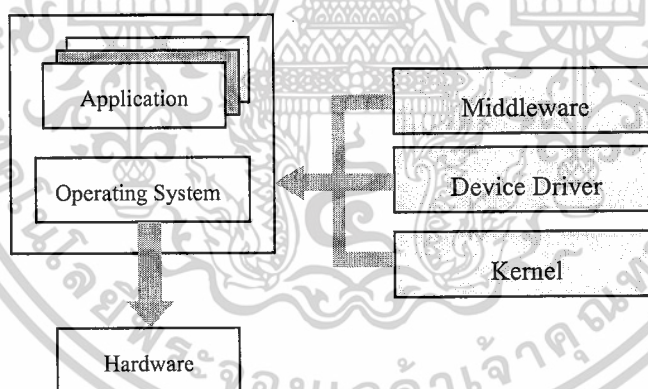 Application
Middleware
Device Driver
Operating System
Kernel
Hardware